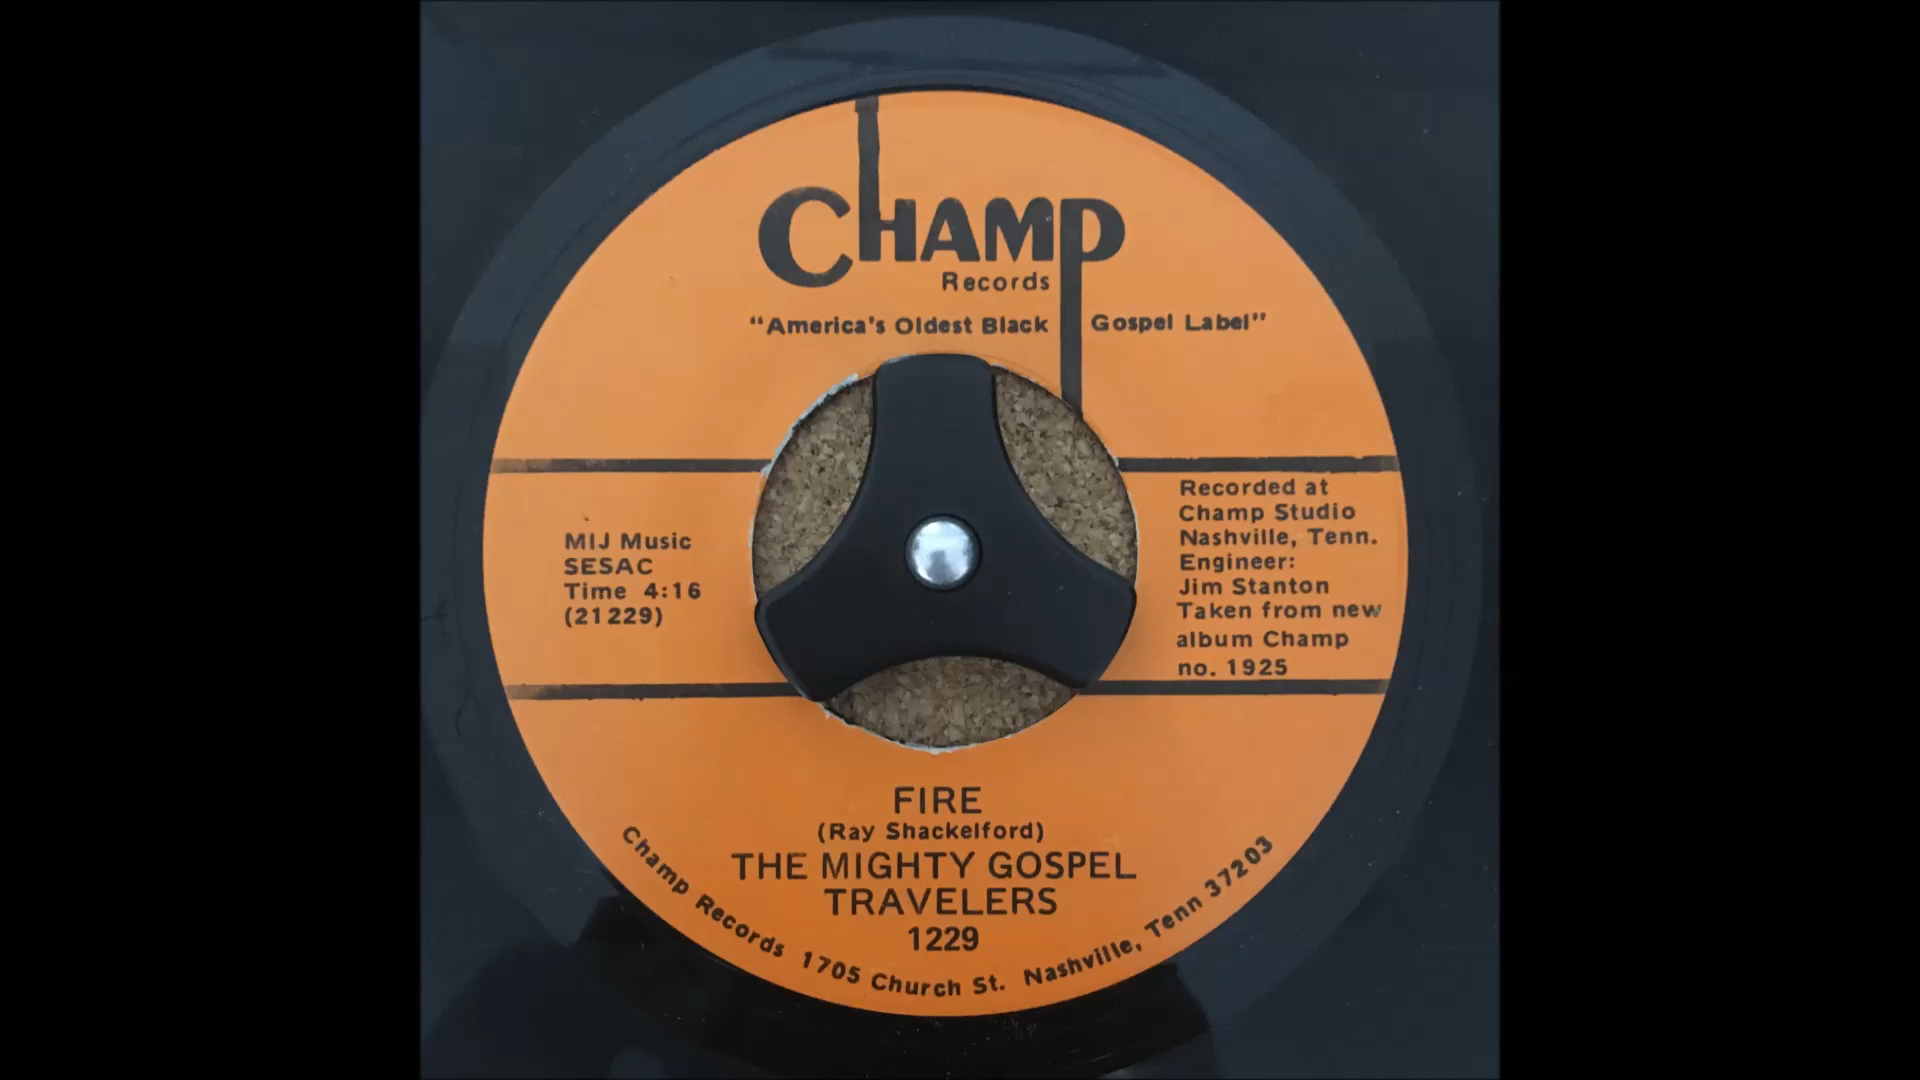 CHAMP
Records
"America's Oldest Black Gospel Label"
MIJ Music
SESAC
Time 4:16
(21229)
Recorded at
Champ Studio
Nashville, Tenn.
Engineer:
Jim Stanton
Taken from new
album Champ
no. 1925
FIRE
(Ray Shackelford)
THE MIGHTY GOSPEL
TRAVELERS
1229
Champ Records 1705 Church St. Nashville, Tenn 37203